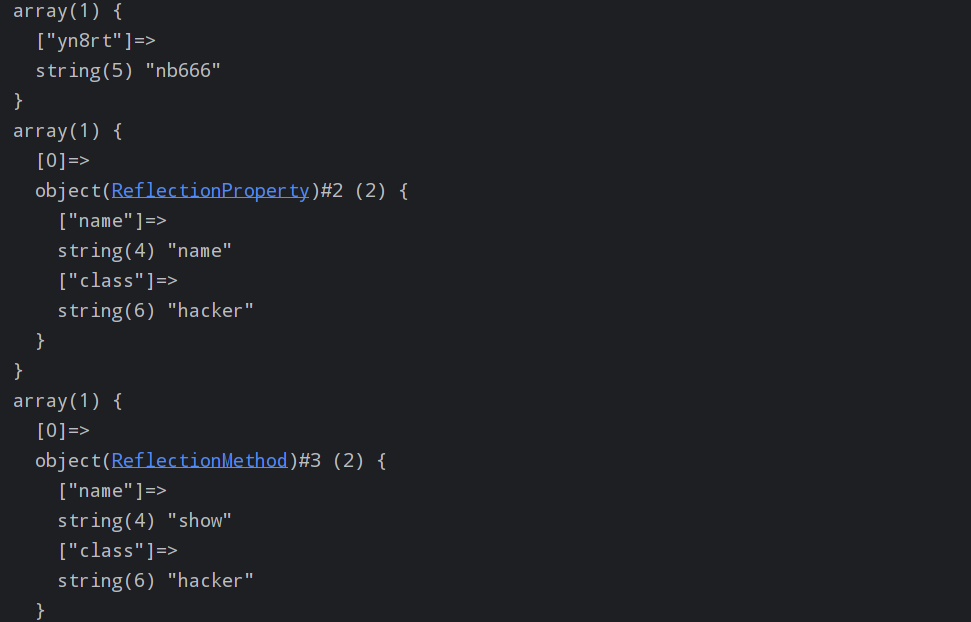 array(1) {
  ["yn8rt"]=>
  string(5) "nb666"
}
array(1) {
  [0]=>
  object(ReflectionProperty)#2 (2) {
    ["name"]=>
    string(4) "name"
    ["class"]=>
    string(6) "hacker"
  }
}
array(1) {
  [0]=>
  object(ReflectionMethod)#3 (2) {
    ["name"]=>
    string(4) "show"
    ["class"]=>
    string(6) "hacker"
  }